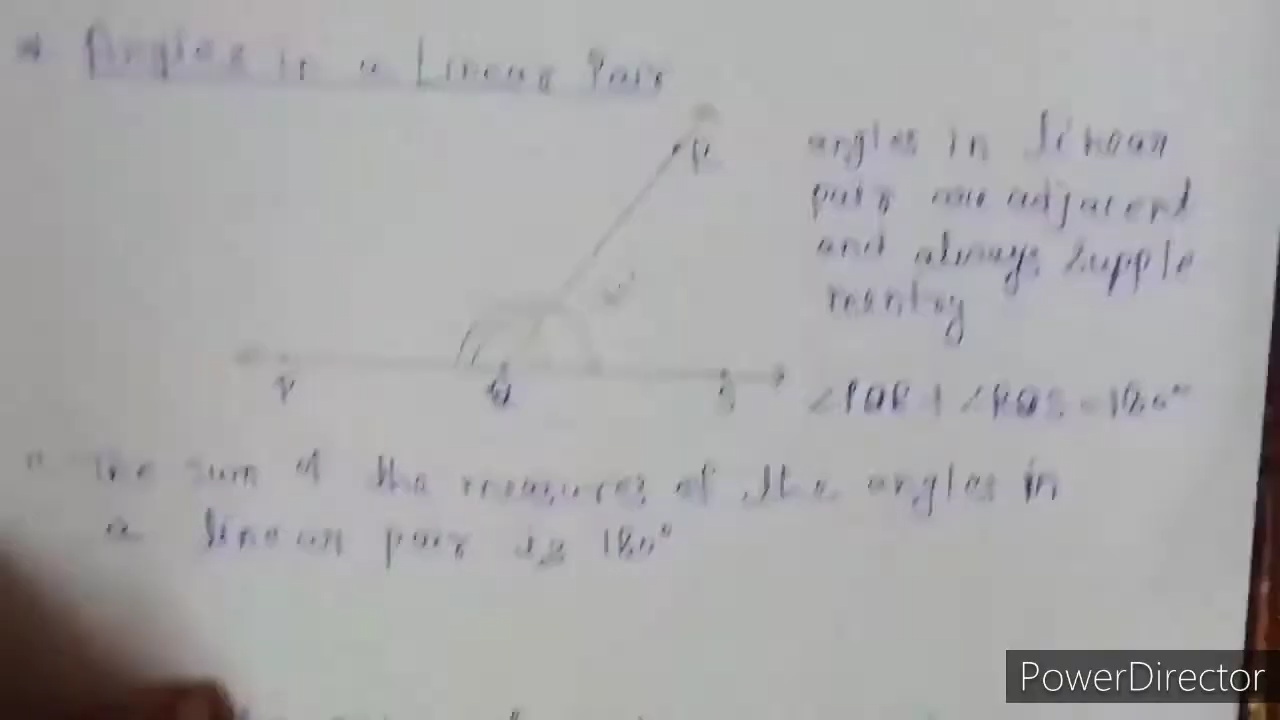 * Angles in a Linear Pair
R
angles in linear
pair are adjacent
and always supple
mentry
P
Q
S
∠PQR + ∠RQS = 180°
" The sum of the measures of the angles in
a linear pair is 180°
PowerDirector